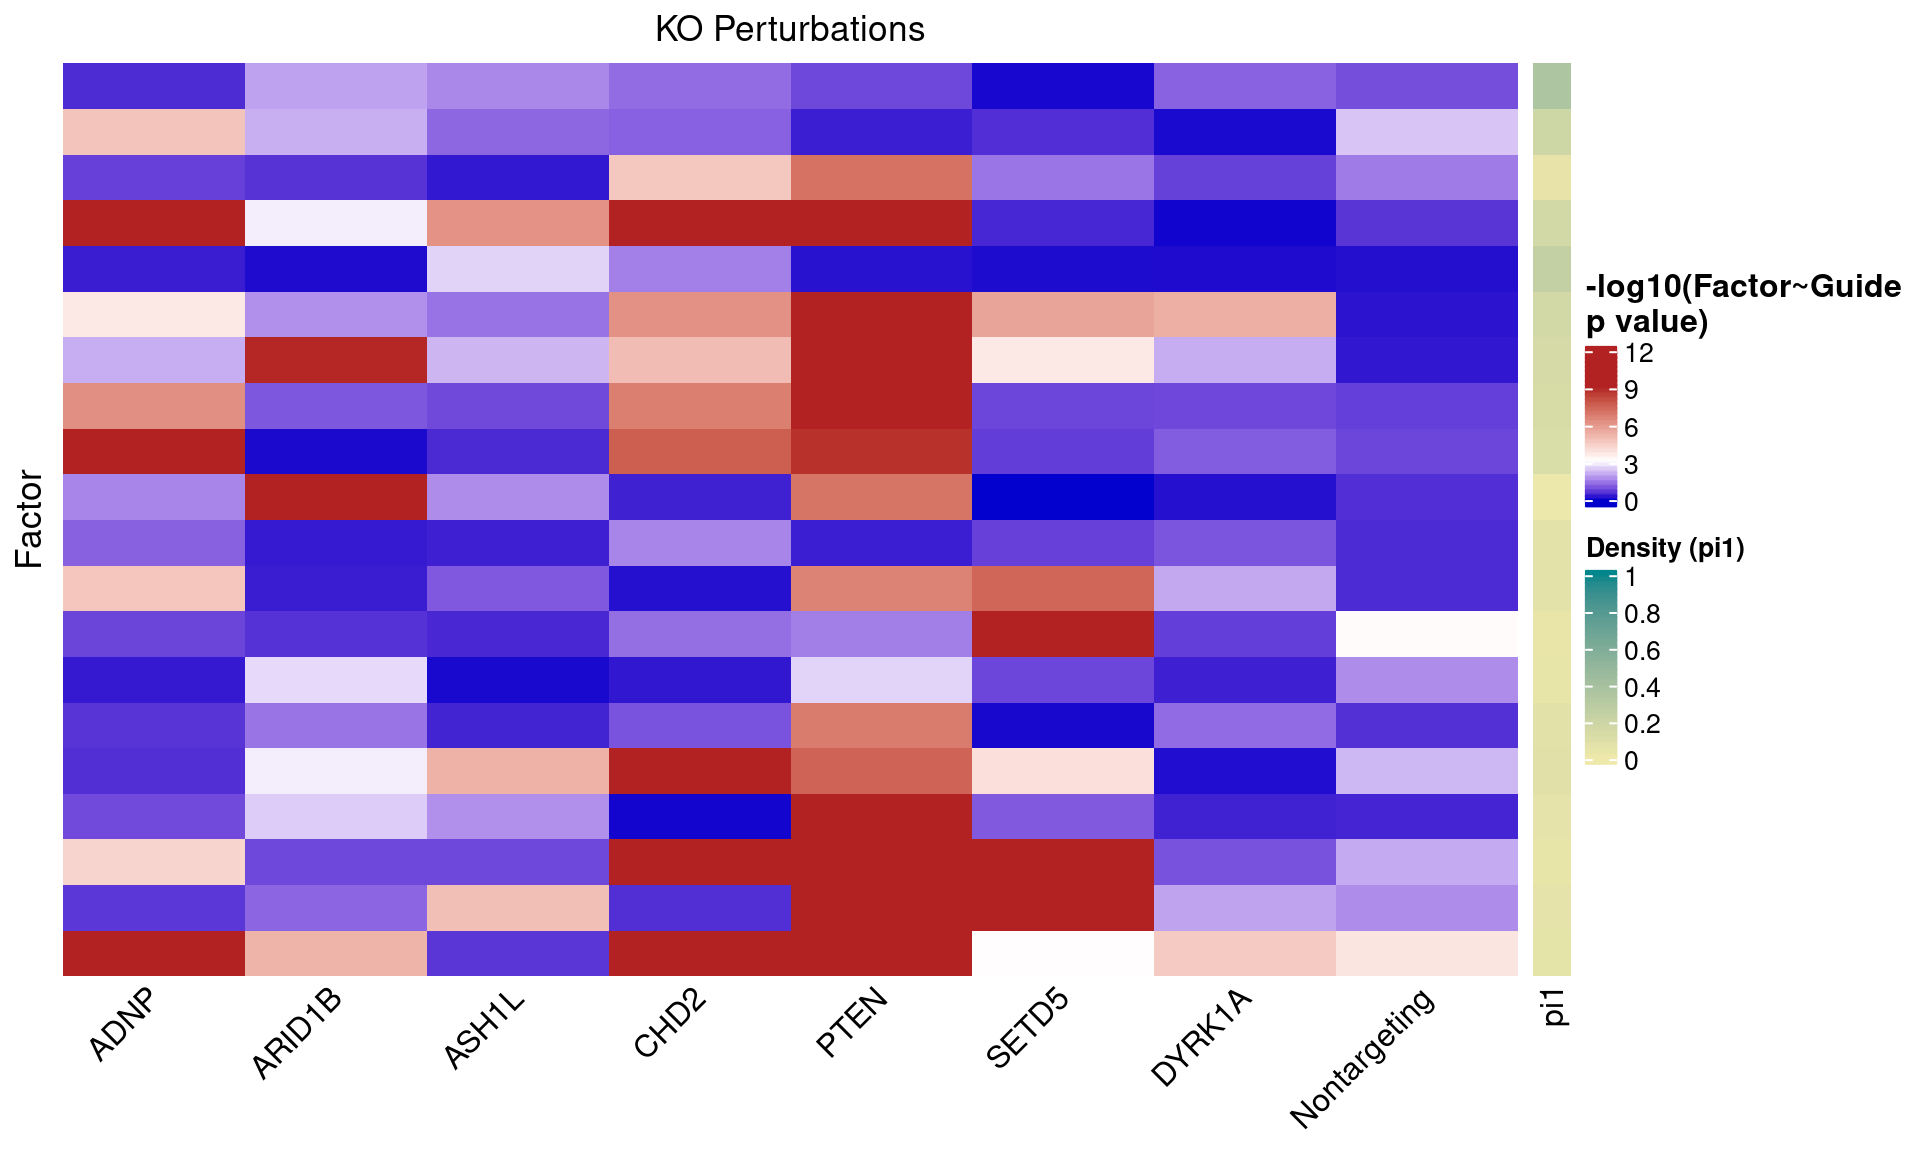 KO Perturbations
Factor
ADNP
ARID1B
ASH1L
CHD2
PTEN
SETD5
DYRK1A
Nontargeting
pi1
-log10(Factor~Guide
p value)
12
9
6
3
0
Density (pi1)
1
0.8
0.6
0.4
0.2
0